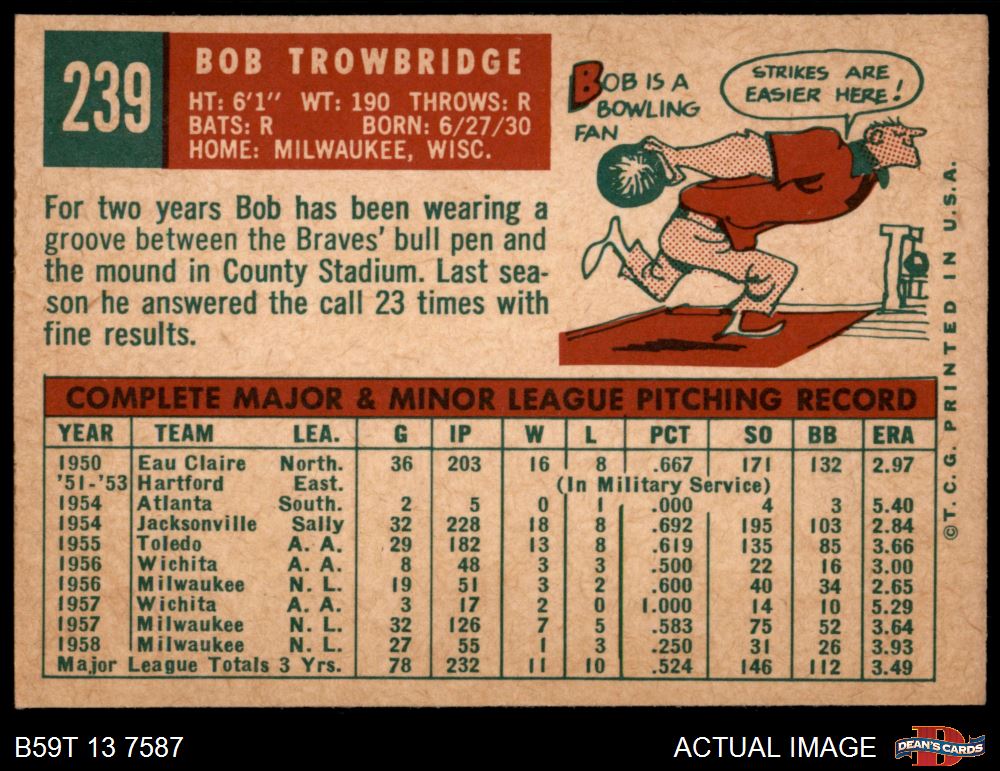 239
BOB TROWBRIDGE
HT: 6'1" WT: 190 THROWS: R
BATS: R BORN: 6/27/30
HOME: MILWAUKEE, WISC.
BOB IS A
BOWLING
FAN
STRIKES ARE
EASIER HERE!
For two years Bob has been wearing a
groove between the Braves' bull pen and
the mound in County Stadium. Last sea-
son he answered the call 23 times with
fine results.
COMPLETE MAJOR & MINOR LEAGUE PITCHING RECORD
YEAR TEAM LEA. G IP W L PCT SO BB ERA
1950 Eau Claire North. 36 203 16 8 .667 171 132 2.97
'51-'53 Hartford East. (In Military Service)
1954 Atlanta South. 2 5 0 1 .000 4 3 5.40
1954 Jacksonville Sally 32 228 18 8 .692 195 103 2.84
1955 Toledo A. A. 29 182 13 8 .619 135 85 3.66
1956 Wichita A. A. 8 48 3 3 .500 22 16 3.00
1956 Milwaukee N. L. 19 51 3 2 .600 40 34 2.65
1957 Wichita A. A. 3 17 2 0 1.000 14 10 5.29
1957 Milwaukee N. L. 32 126 7 5 .583 75 52 3.64
1958 Milwaukee N. L. 27 55 1 3 .250 31 26 3.93
Major League Totals 3 Yrs. 78 232 11 10 .524 146 112 3.49
©T. C. G. PRINTED IN U.S.A.
B59T 13 7587
ACTUAL IMAGE
DEAN'S CARDS